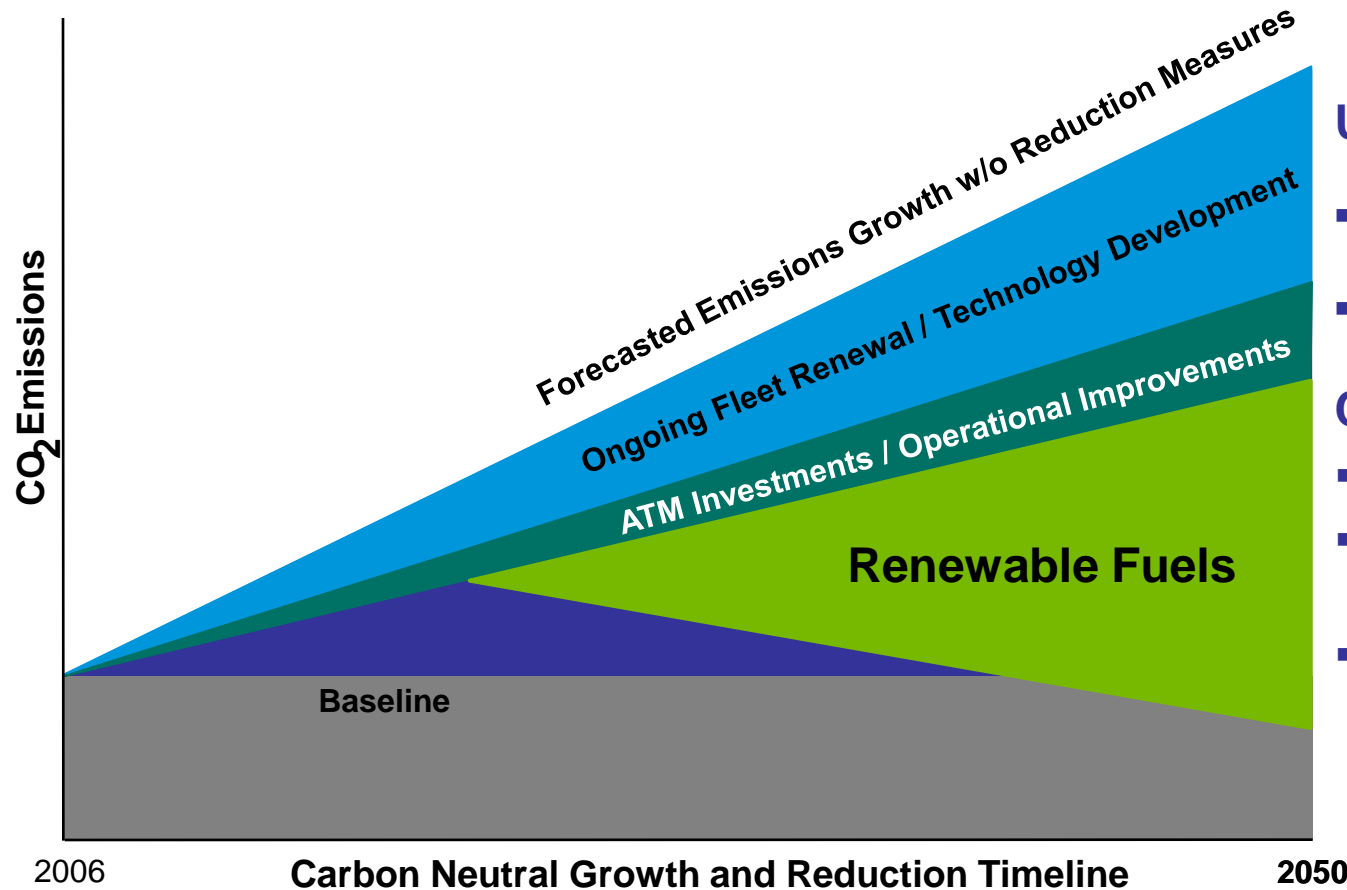 Forecasted Emissions Growth w/o Reduction Measures
Ongoing Fleet Renewal / Technology Development
ATM Investments / Operational Improvements
Renewable Fuels
Baseline
CO2 Emissions
2006
Carbon Neutral Growth and Reduction Timeline
2050